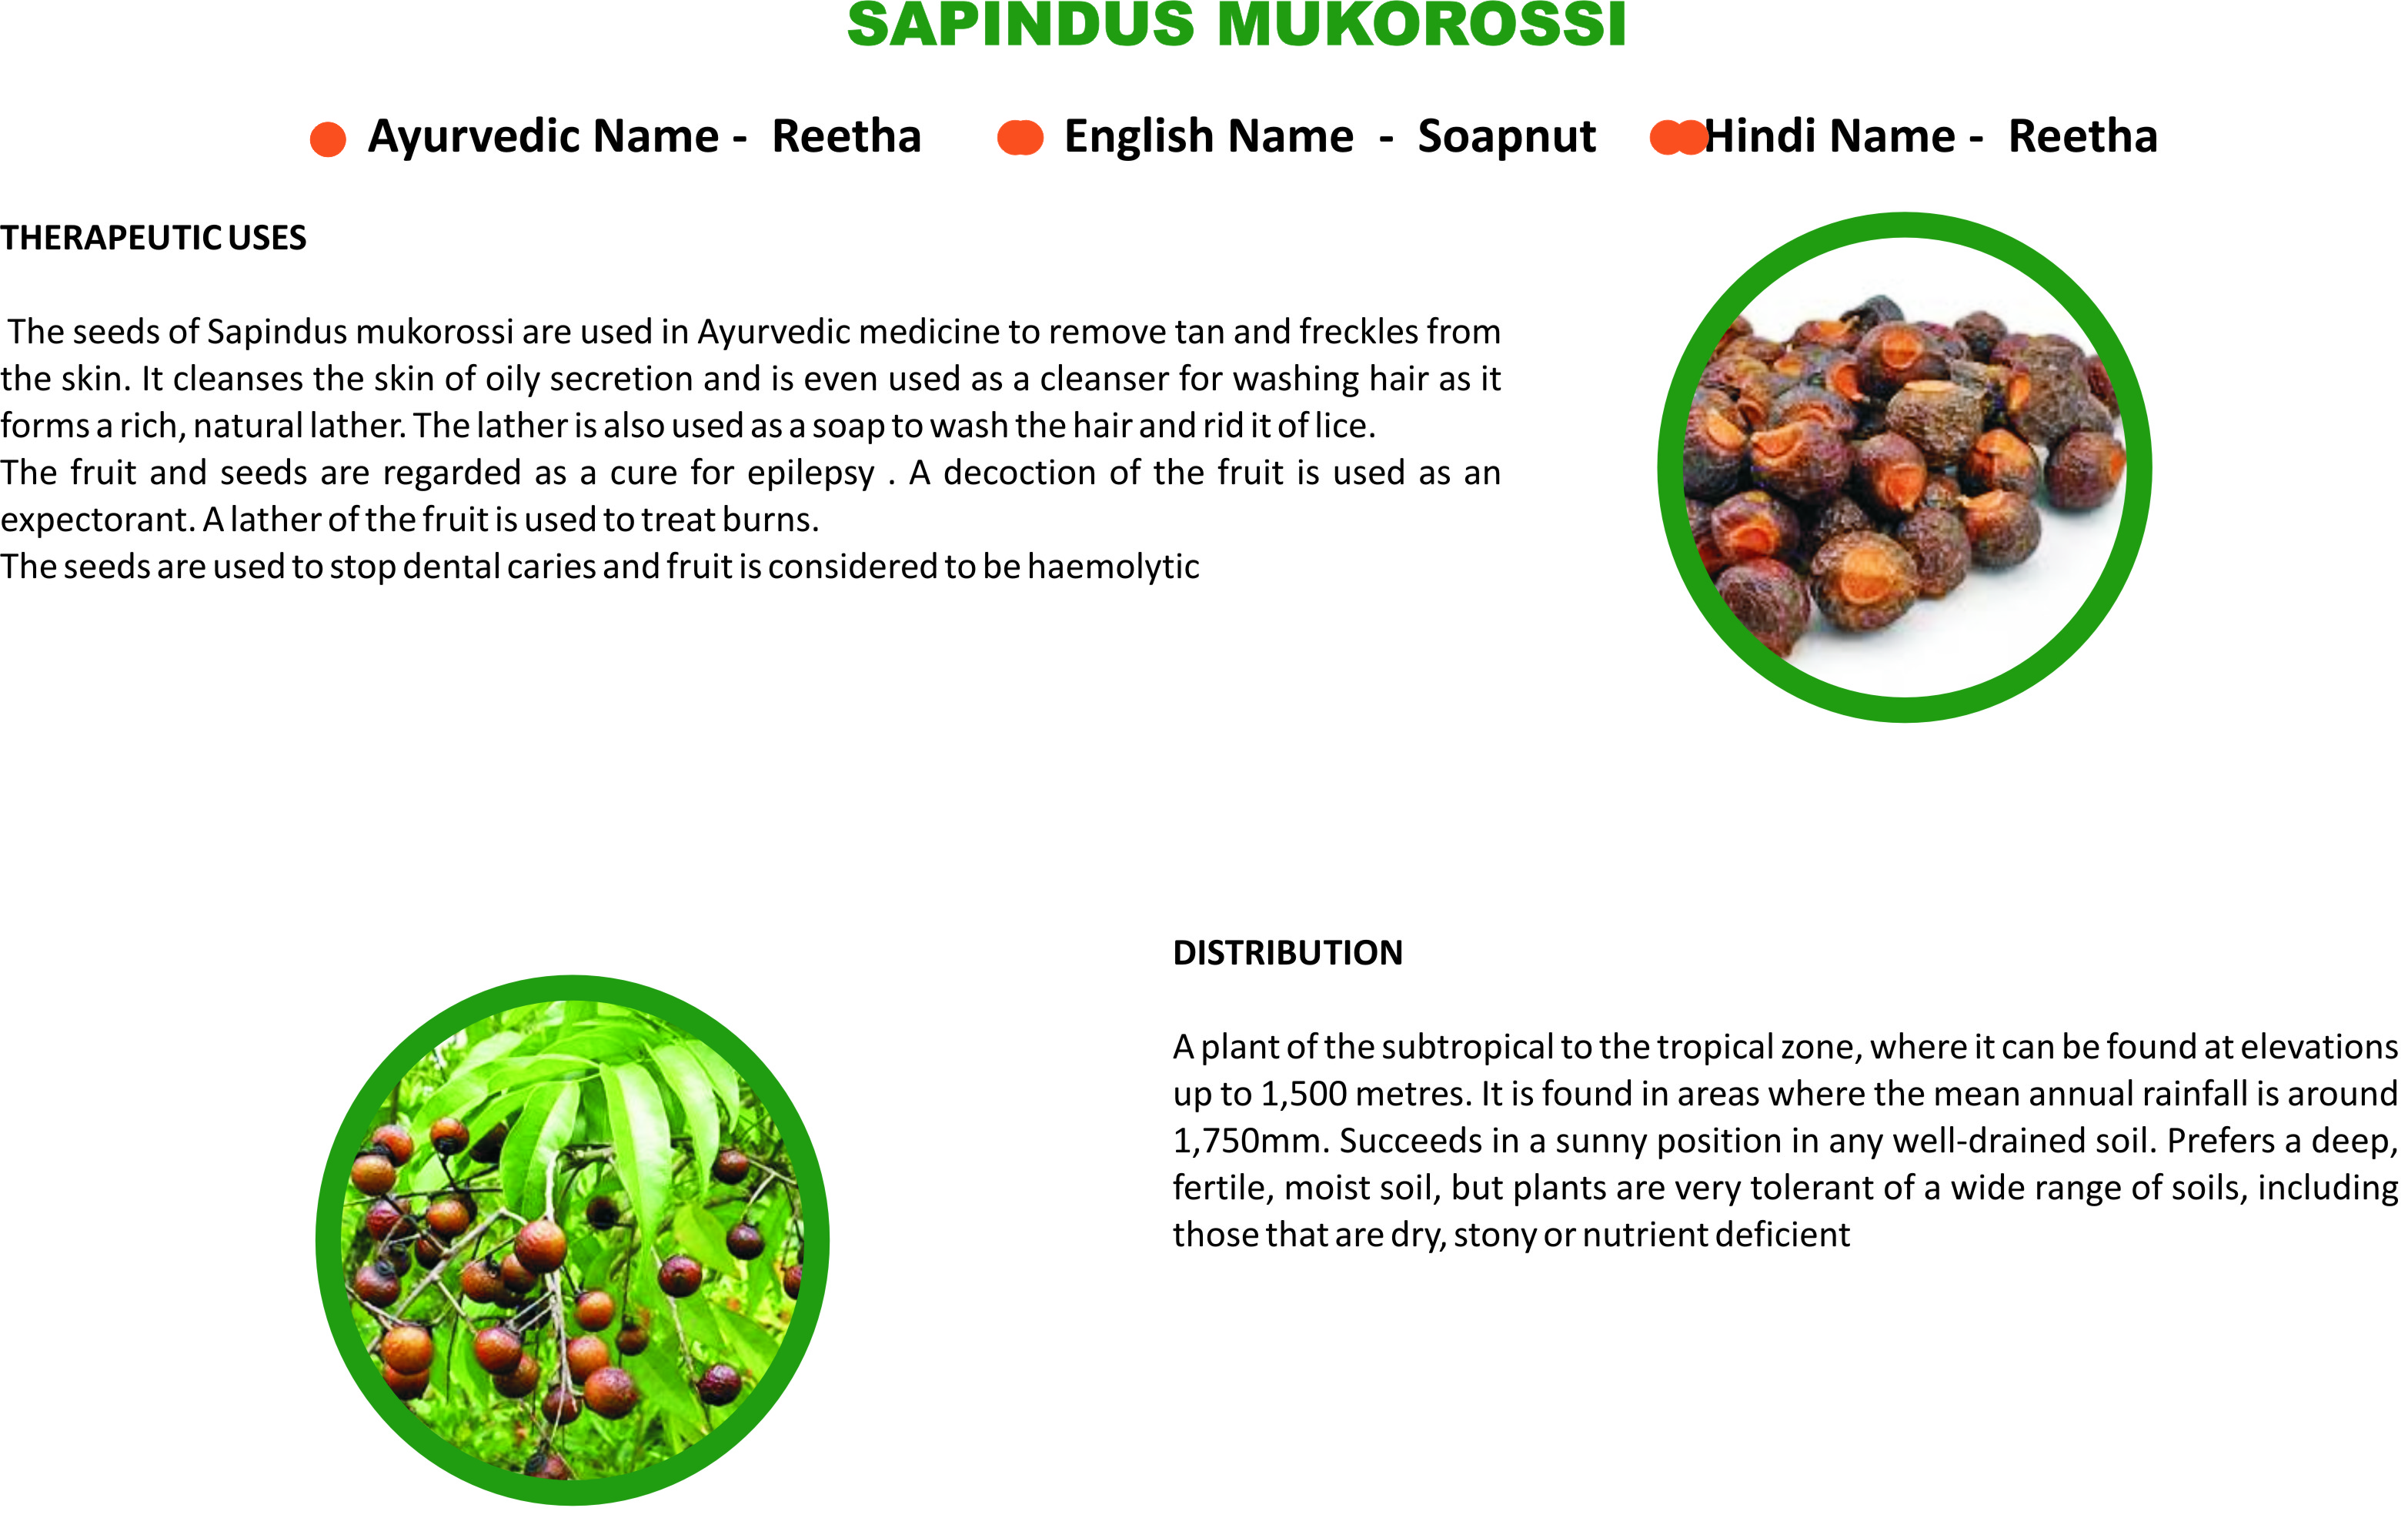 SAPINDUS MUKOROSSI
Ayurvedic Name - Reetha English Name - Soapnut Hindi Name - Reetha
THERAPEUTIC USES
The seeds of Sapindus mukorossi are used in Ayurvedic medicine to remove tan and freckles from
the skin. It cleanses the skin of oily secretion and is even used as a cleanser for washing hair as it
forms a rich, natural lather. The lather is also used as a soap to wash the hair and rid it of lice.
The fruit and seeds are regarded as a cure for epilepsy . A decoction of the fruit is used as an
expectorant. A lather of the fruit is used to treat burns.
The seeds are used to stop dental caries and fruit is considered to be haemolytic
DISTRIBUTION
A plant of the subtropical to the tropical zone, where it can be found at elevations
up to 1,500 metres. It is found in areas where the mean annual rainfall is around
1,750mm. Succeeds in a sunny position in any well-drained soil. Prefers a deep,
fertile, moist soil, but plants are very tolerant of a wide range of soils, including
those that are dry, stony or nutrient deficient